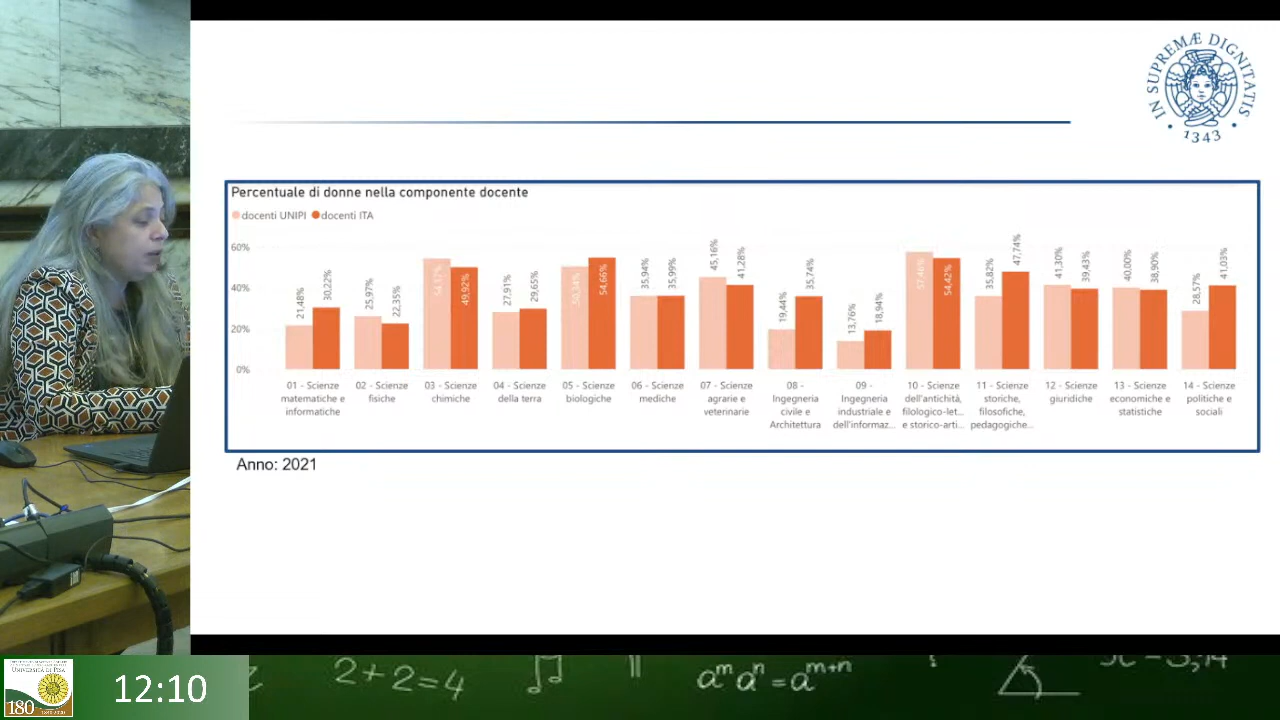 IN SUPREMÆ DIGNITATIS
• 1343 •
Percentuale di donne nella componente docente
docenti UNIPI docenti ITA
60%
40%
20%
0%
21,48% 30,22% 25,97% 22,35% 54,17% 49,92% 27,91% 29,65% 50,34% 54,66% 35,94% 35,99% 45,16% 41,28% 19,44% 35,74% 13,76% 18,94% 57,46% 54,42% 35,82% 47,74% 41,30% 39,43% 40,00% 38,90% 28,57% 41,03%
01 - Scienze
matematiche e
informatiche
02 - Scienze
fisiche
03 - Scienze
chimiche
04 - Scienze
della terra
05 - Scienze
biologiche
06 - Scienze
mediche
07 - Scienze
agrarie e
veterinarie
08 -
Ingegneria
civile e
Architettura
09 -
Ingegneria
industriale e
dell'informaz...
10 - Scienze
dell'antichità,
filologico-let...
e storico-arti...
11 - Scienze
storiche,
filosofiche,
pedagogiche...
12 - Scienze
giuridiche
13 - Scienze
economiche e
statistiche
14 - Scienze
politiche e
sociali
Anno: 2021
UNIVERSITÀ DI PISA
180
12:10
2+2=4
aᵐaⁿ=aᵐ⁺ⁿ